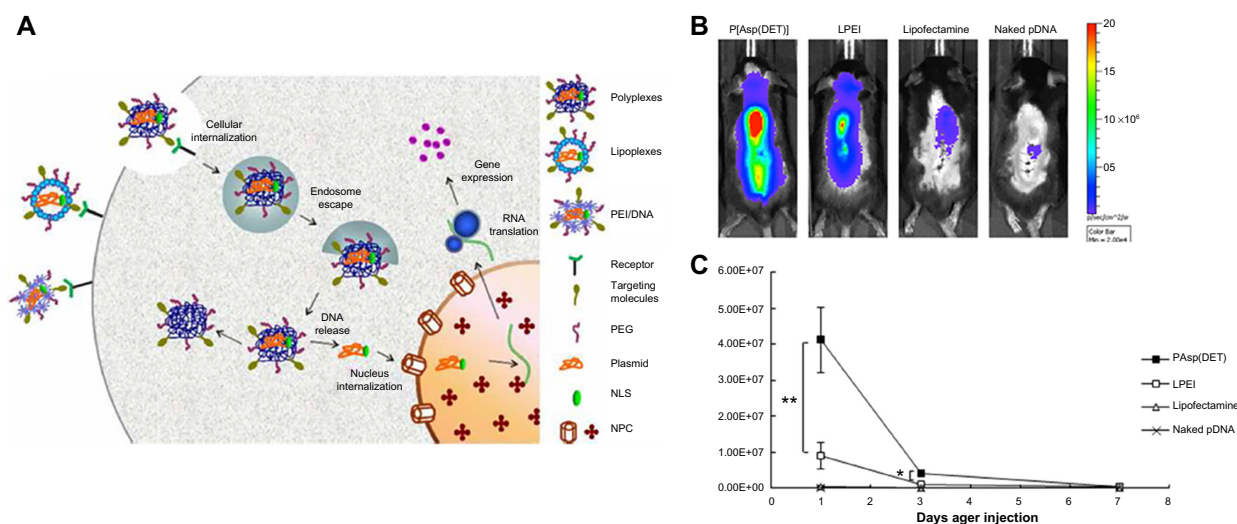 A
Cellular
internalization
Endosome
escape
Gene
expression
RNA
translation
DNA
release
Nucleus
internalization
Polyplexes
Lipoplexes
PEI/DNA
Receptor
Targeting
molecules
PEG
Plasmid
NLS
NPC
B
P[Asp(DET)]
LPEI
Lipofectamine
Naked pDNA
20
15
10 ×10⁶
05
Color Bar
C
6.00E+07
5.00E+07
4.00E+07
3.00E+07
2.00E+07
1.00E+07
0.00E+00
**
*
0 1 2 3 4 5 6 7 8
Days ager injection
PAsp(DET)
LPEI
Lipofectamine
Naked pDNA